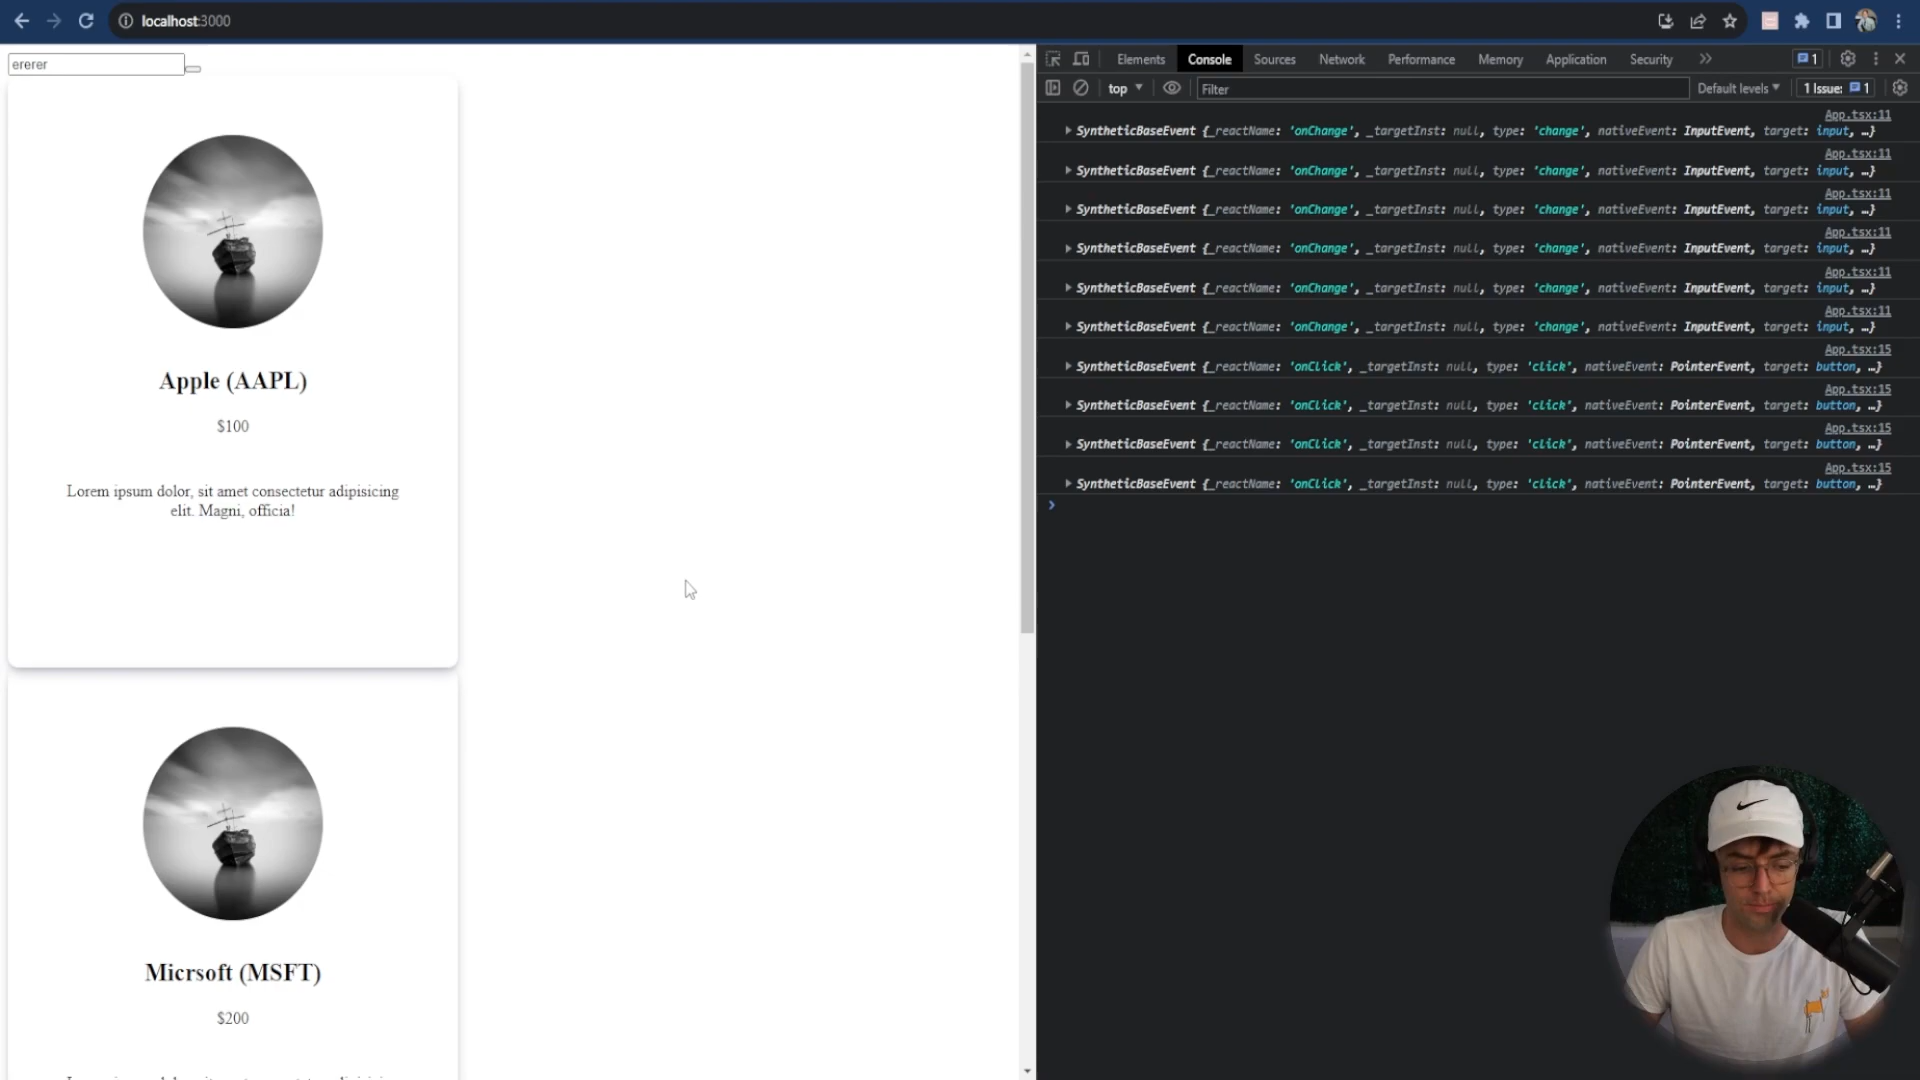 localhost:3000
ererer
Apple (AAPL)
$100
Lorem ipsum dolor, sit amet consectetur adipisicing
elit. Magni, officia!
Micrsoft (MSFT)
$200
Elements Console Sources Network Performance Memory Application Security 1
top Filter Default levels 1 Issue: 1
App.tsx:11
SyntheticBaseEvent {_reactName: 'onChange', _targetInst: null, type: 'change', nativeEvent: InputEvent, target: input, …}
App.tsx:11
SyntheticBaseEvent {_reactName: 'onChange', _targetInst: null, type: 'change', nativeEvent: InputEvent, target: input, …}
App.tsx:11
SyntheticBaseEvent {_reactName: 'onChange', _targetInst: null, type: 'change', nativeEvent: InputEvent, target: input, …}
App.tsx:11
SyntheticBaseEvent {_reactName: 'onChange', _targetInst: null, type: 'change', nativeEvent: InputEvent, target: input, …}
App.tsx:11
SyntheticBaseEvent {_reactName: 'onChange', _targetInst: null, type: 'change', nativeEvent: InputEvent, target: input, …}
App.tsx:11
SyntheticBaseEvent {_reactName: 'onChange', _targetInst: null, type: 'change', nativeEvent: InputEvent, target: input, …}
App.tsx:15
SyntheticBaseEvent {_reactName: 'onClick', _targetInst: null, type: 'click', nativeEvent: PointerEvent, target: button, …}
App.tsx:15
SyntheticBaseEvent {_reactName: 'onClick', _targetInst: null, type: 'click', nativeEvent: PointerEvent, target: button, …}
App.tsx:15
SyntheticBaseEvent {_reactName: 'onClick', _targetInst: null, type: 'click', nativeEvent: PointerEvent, target: button, …}
App.tsx:15
SyntheticBaseEvent {_reactName: 'onClick', _targetInst: null, type: 'click', nativeEvent: PointerEvent, target: button, …}